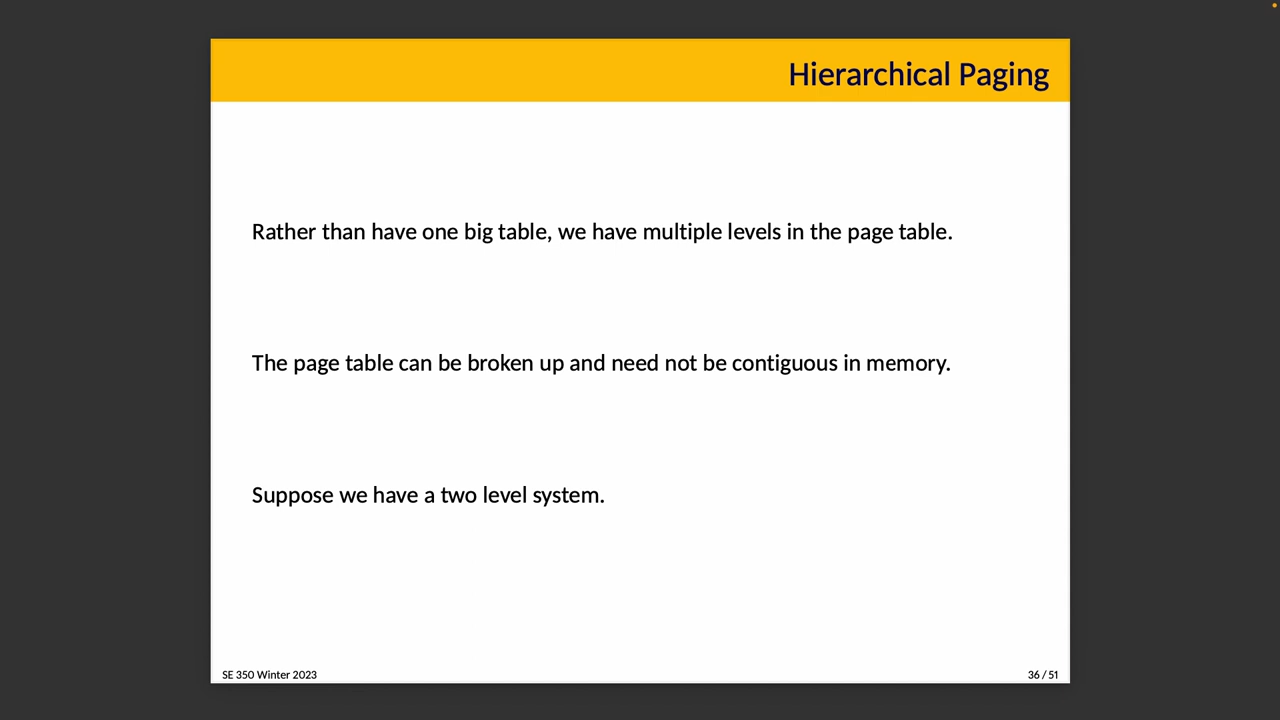 Hierarchical Paging
Rather than have one big table, we have multiple levels in the page table.
The page table can be broken up and need not be contiguous in memory.
Suppose we have a two level system.
SE 350 Winter 2023
36 / 51